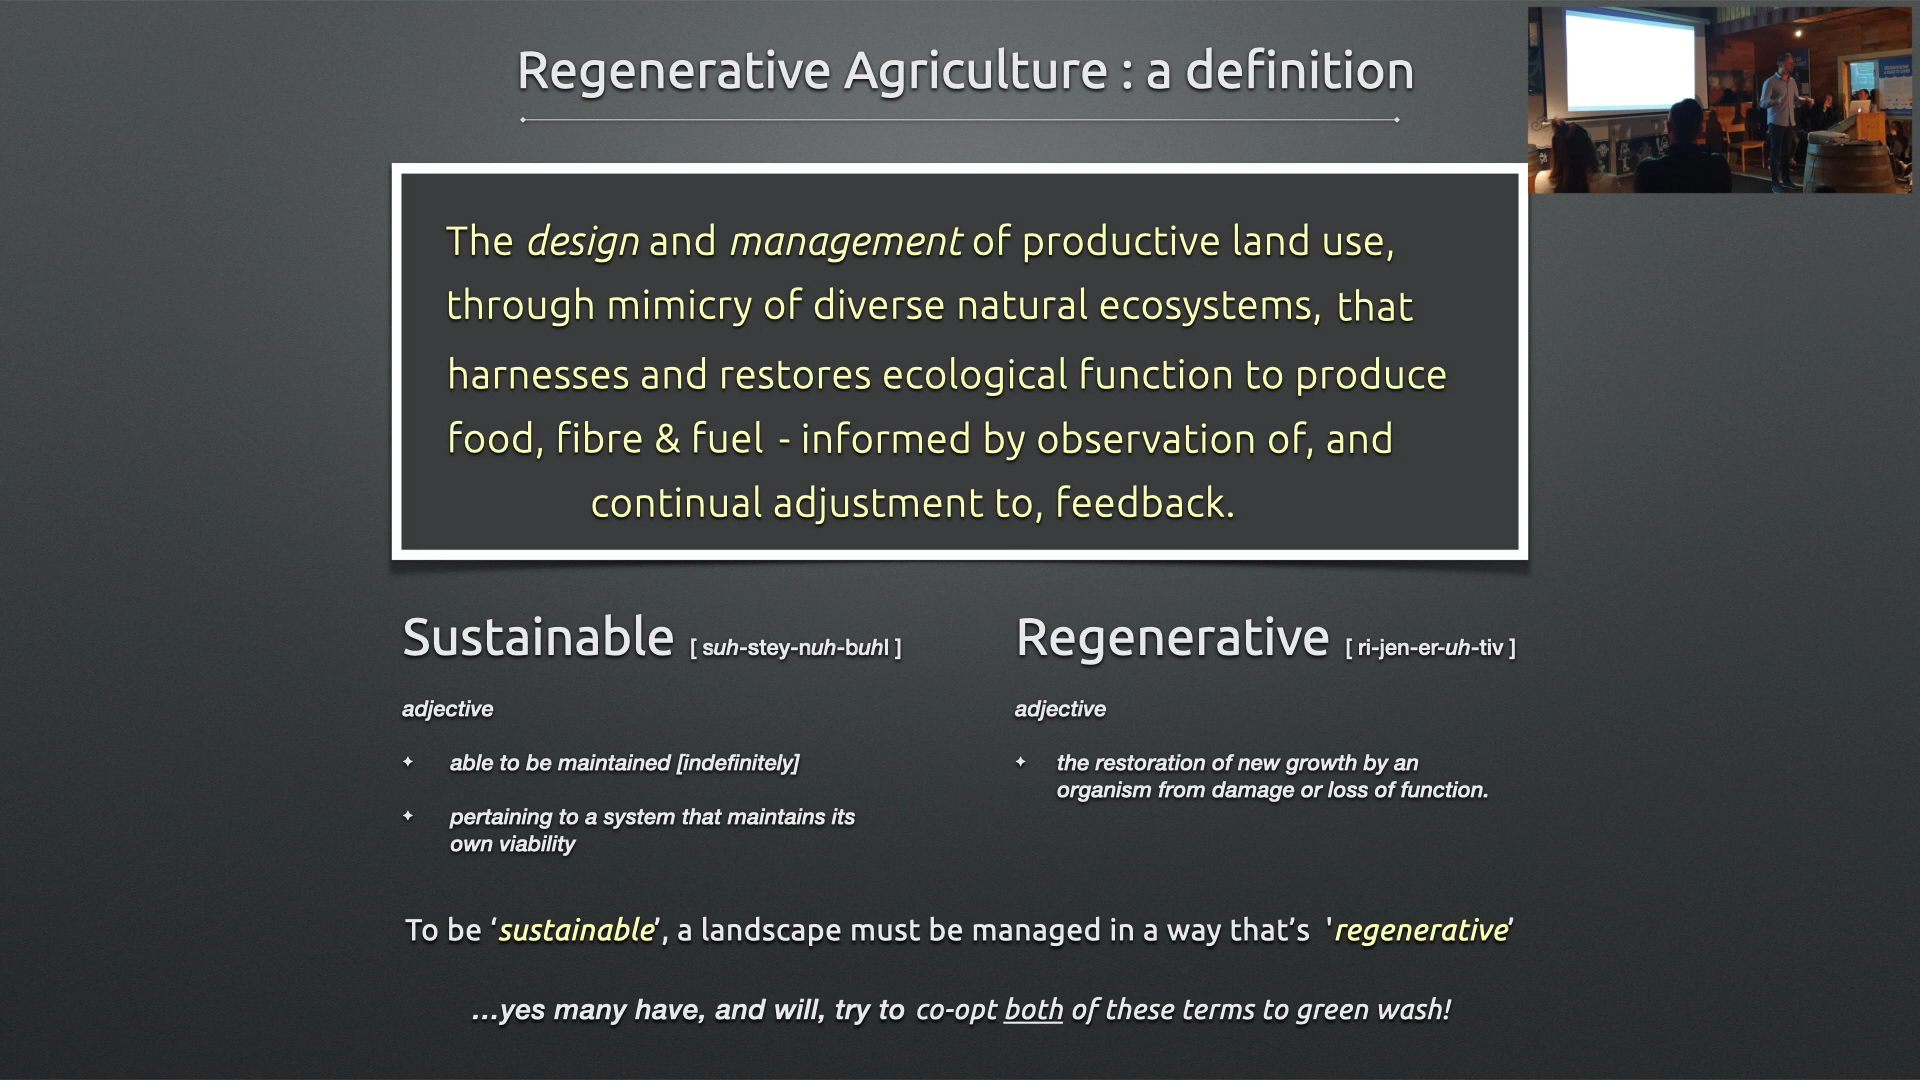 Regenerative Agriculture : a definition
The design and management of productive land use,
through mimicry of diverse natural ecosystems, that
harnesses and restores ecological function to produce
food, fibre & fuel - informed by observation of, and
continual adjustment to, feedback.
Sustainable [ suh-stey-nuh-buhl ]
adjective
✦ able to be maintained [indefinitely]
✦ pertaining to a system that maintains its
own viability
Regenerative [ ri-jen-er-uh-tiv ]
adjective
✦ the restoration of new growth by an
organism from damage or loss of function.
To be ‘sustainable’, a landscape must be managed in a way that’s 'regenerative’
...yes many have, and will, try to co-opt both of these terms to green wash!